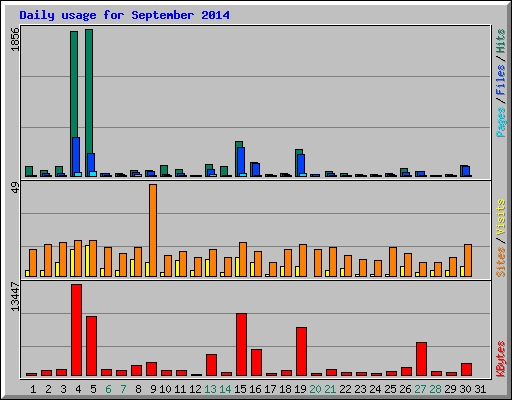 Daily usage for September 2014
1856
Pages / Files / Hits
49
Sites / Visits
13447
KBytes
1 2 3 4 5 6 7 8 9 10 11 12 13 14 15 16 17 18 19 20 21 22 23 24 25 26 27 28 29 30 31